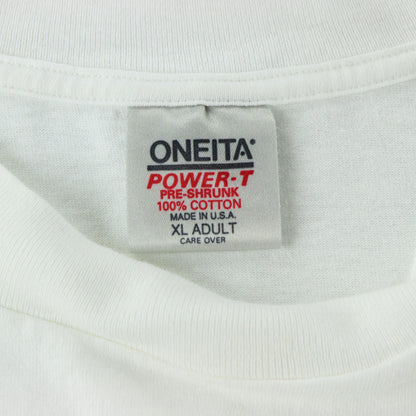 ONEITA®
POWER-T
PRE-SHRUNK
100% COTTON
MADE IN U.S.A.
XL ADULT
CARE OVER